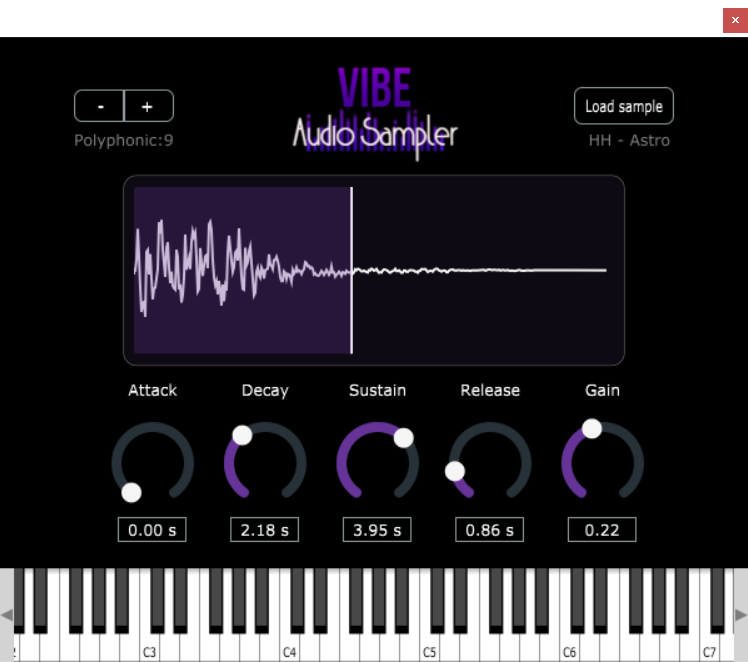 VIBE
Audio Sampler
- +
Polyphonic:9
Load sample
HH - Astro
Attack Decay Sustain Release Gain
0.00 s 2.18 s 3.95 s 0.86 s 0.22
C3 C4 C5 C6 C7